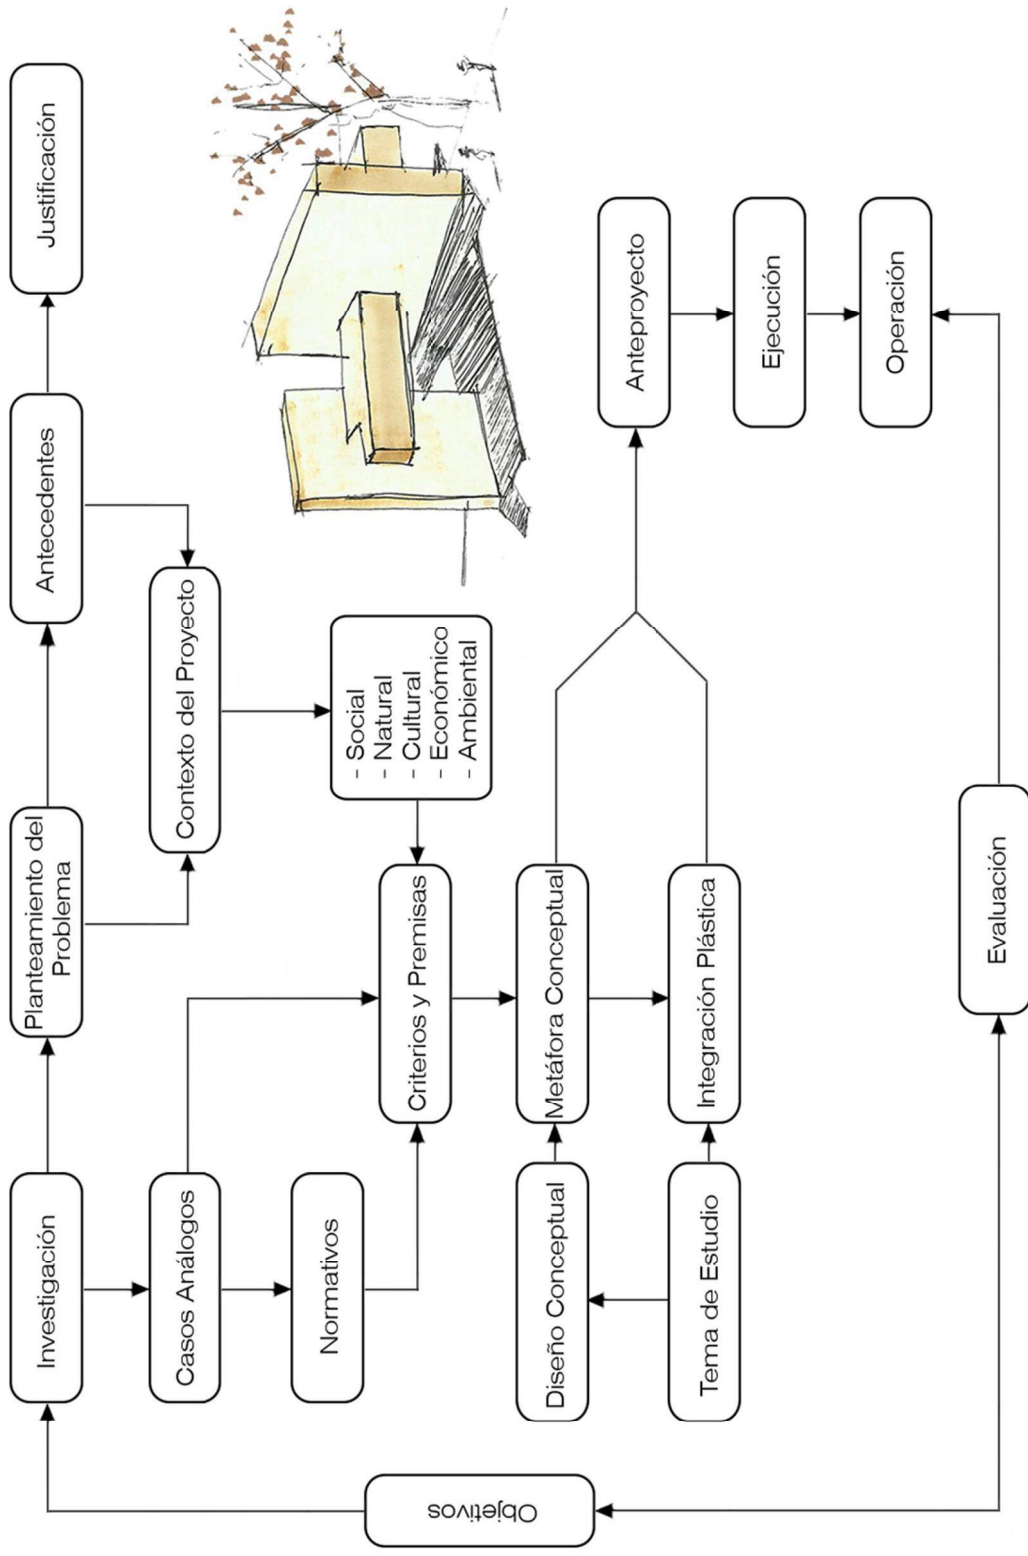 Objetivos
Investigación
Planteamiento del
Problema
Antecedentes
Justificación
Casos Análogos
Contexto del Proyecto
Normativos
- Social
- Natural
- Cultural
- Económico
- Ambiental
Criterios y Premisas
Diseño Conceptual
Metáfora Conceptual
Tema de Estudio
Integración Plástica
Anteproyecto
Ejecución
Operación
Evaluación